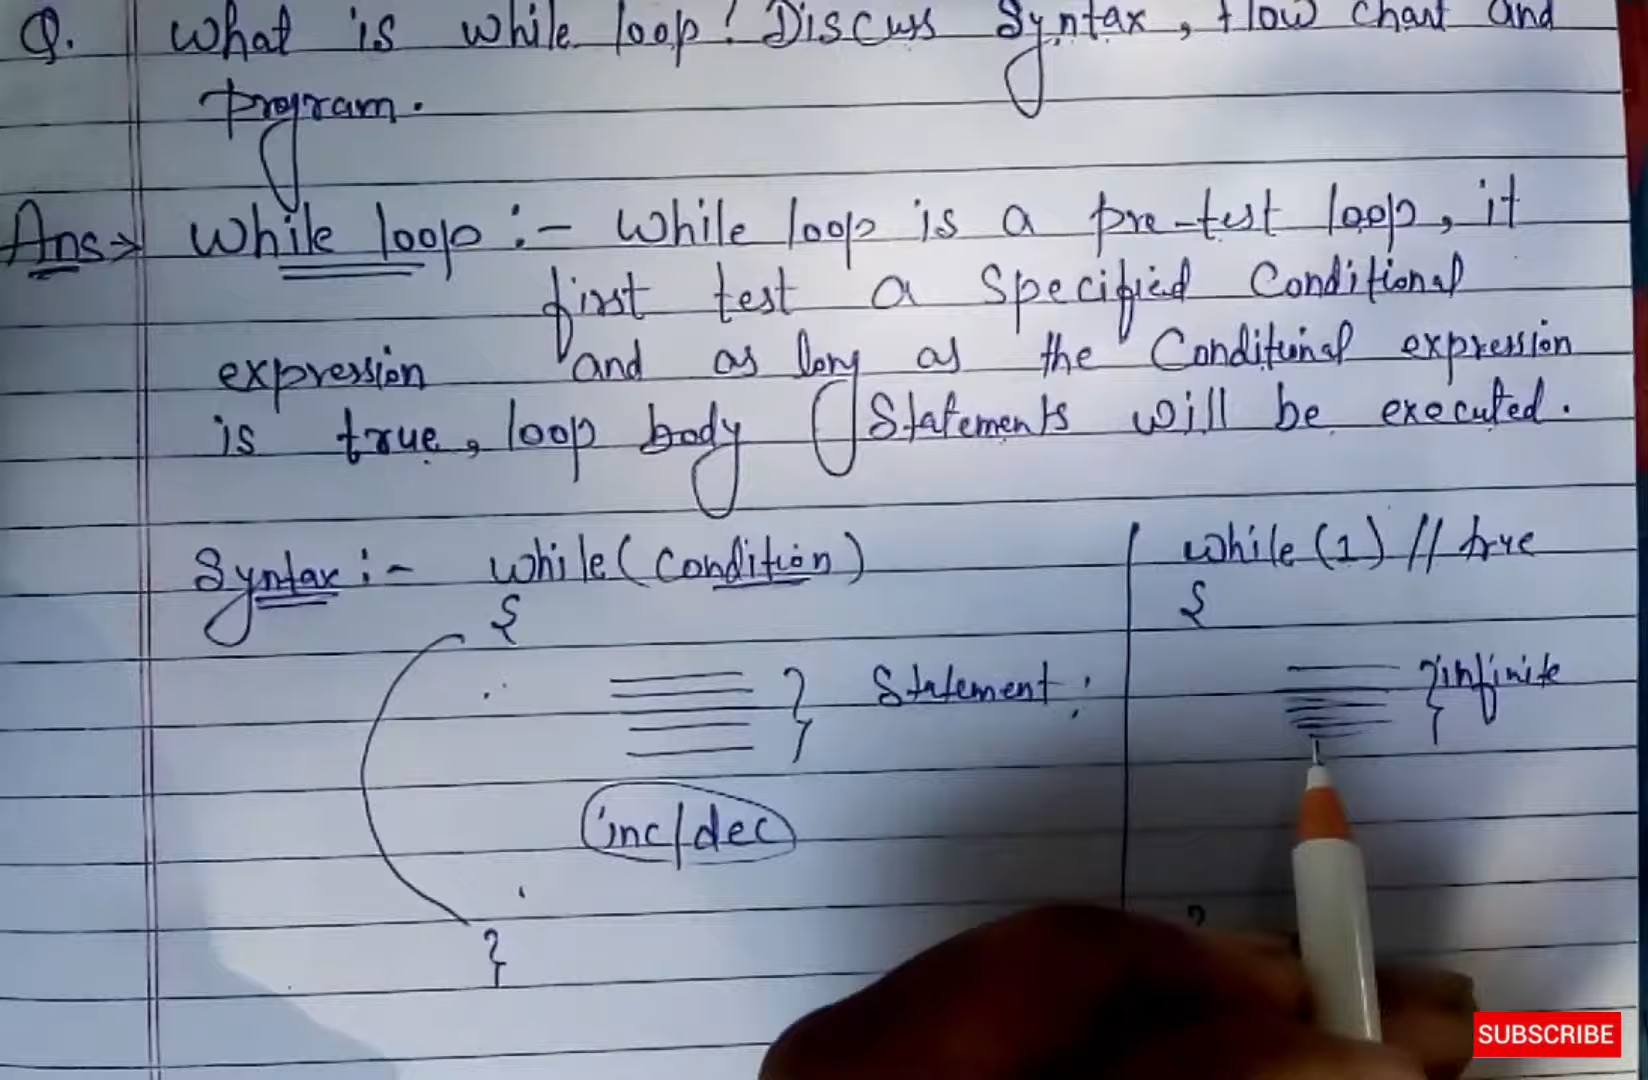 Q. What is while loop? Discuss Syntax, flow chart and
program.
Ans⇒ While loop :- While loop is a pre-test loop, it
first test a specified Conditional
expression and as long as the Conditional expression
is true, loop body Statements will be executed.
Syntax :- while(Condition)
{
} Statement;
inc/dec
}
while(1) // true
{
} infinite
}
SUBSCRIBE